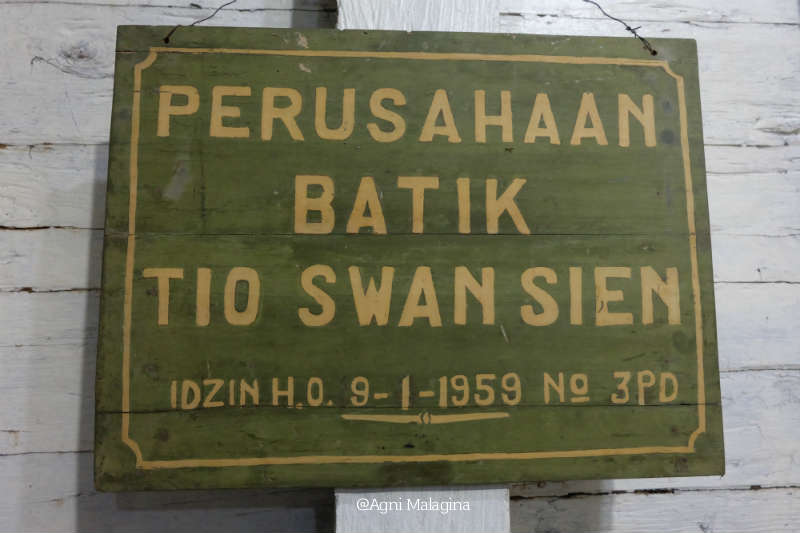 PERUSAHAAN
BATIK
TIO SWAN SIEN
IDZIN H.O. 9-1-1959 No 3PD
@Agni Malagina